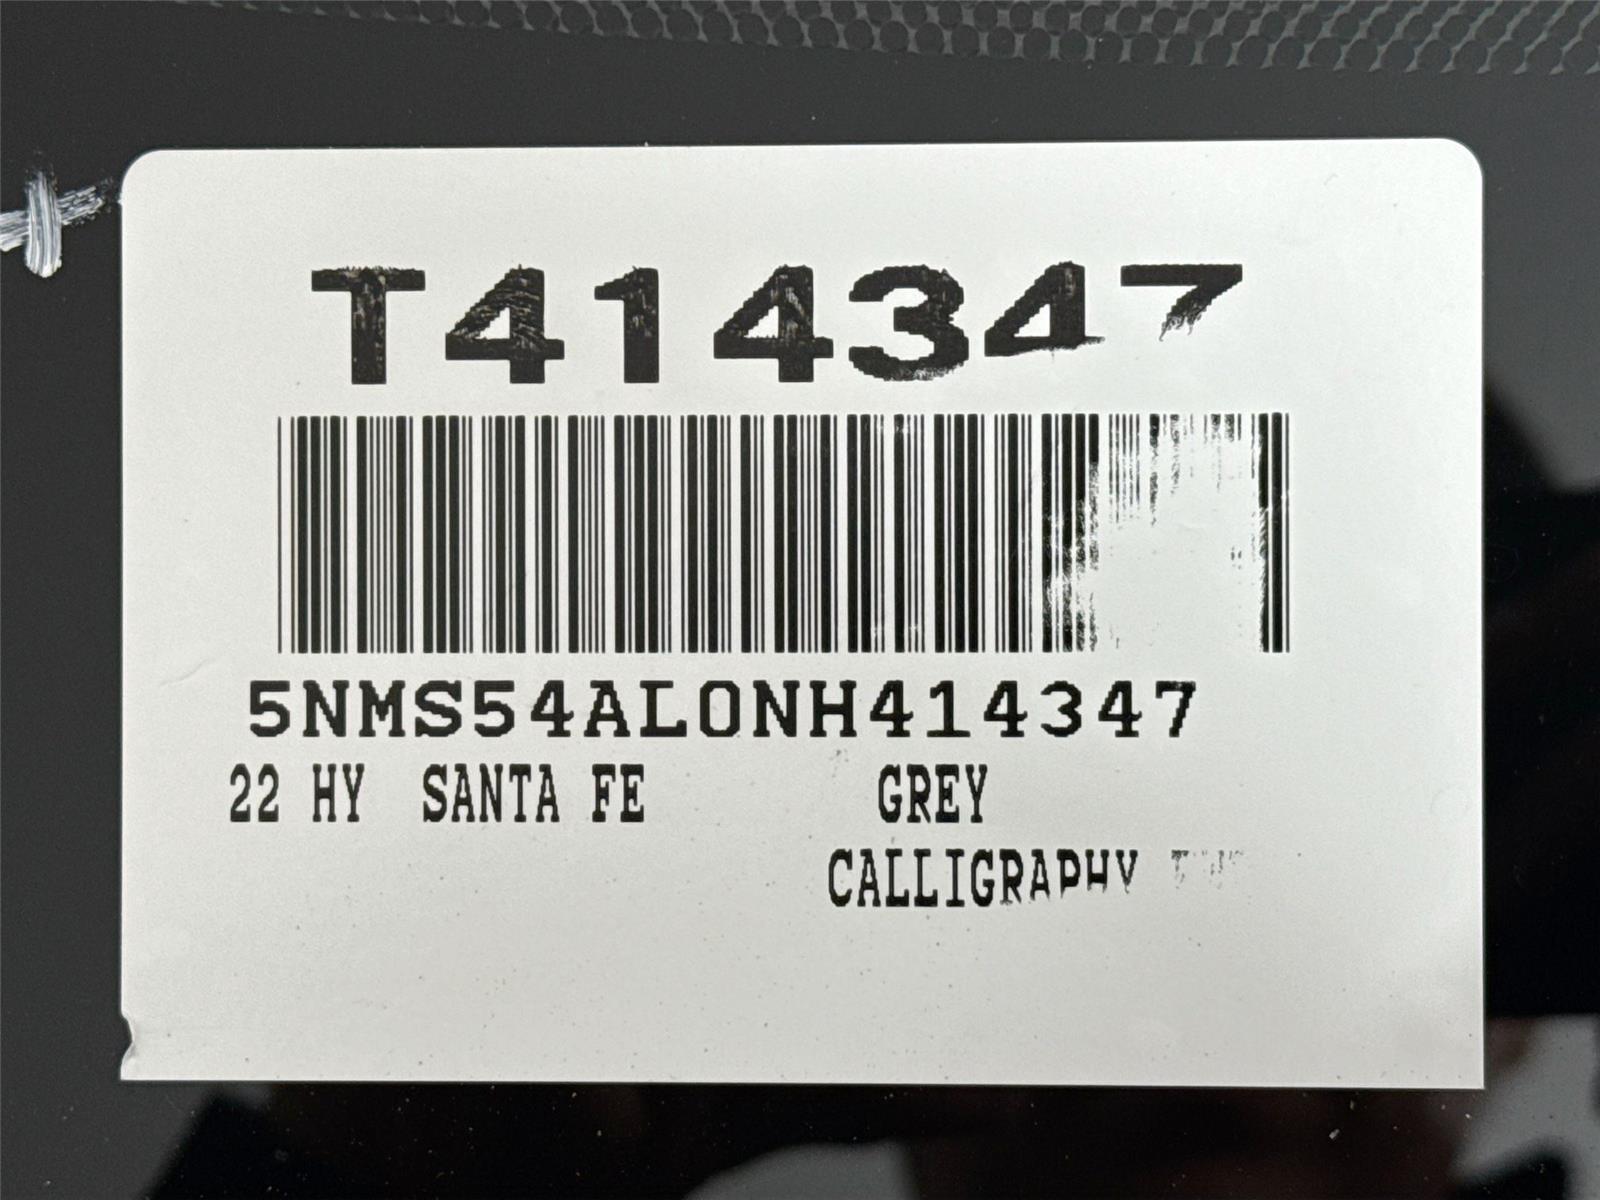 T414347
5NMS54AL0NH414347
22 HY SANTA FE GREY
CALLIGRAPHY